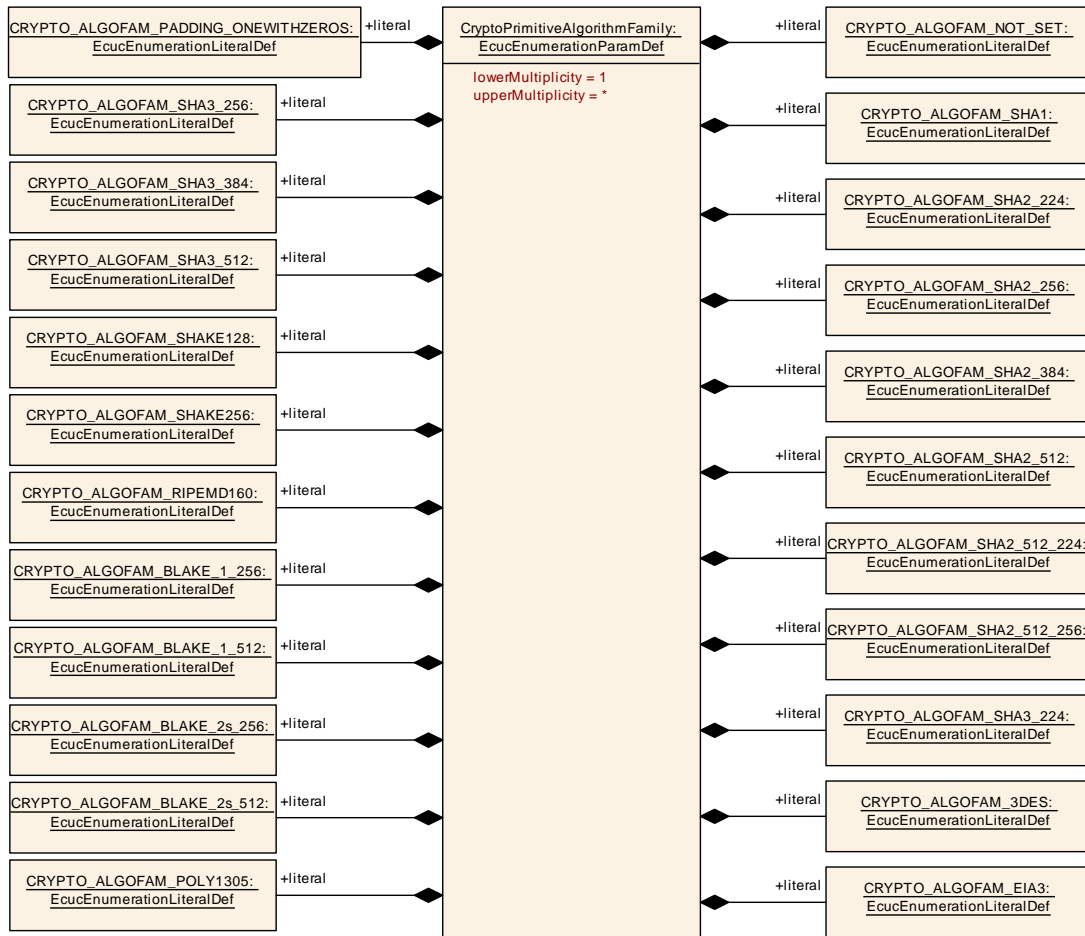 CRYPTO_ALGOFAM_PADDING_ONEWITHZEROS:
EcucEnumerationLiteralDef
+literal
CRYPTO_ALGOFAM_SHA3_256:
EcucEnumerationLiteralDef
+literal
CRYPTO_ALGOFAM_SHA3_384:
EcucEnumerationLiteralDef
+literal
CRYPTO_ALGOFAM_SHA3_512:
EcucEnumerationLiteralDef
+literal
CRYPTO_ALGOFAM_SHAKE128:
EcucEnumerationLiteralDef
+literal
CRYPTO_ALGOFAM_SHAKE256:
EcucEnumerationLiteralDef
+literal
CRYPTO_ALGOFAM_RIPEMD160:
EcucEnumerationLiteralDef
+literal
CRYPTO_ALGOFAM_BLAKE_1_256:
EcucEnumerationLiteralDef
+literal
CRYPTO_ALGOFAM_BLAKE_1_512:
EcucEnumerationLiteralDef
+literal
CRYPTO_ALGOFAM_BLAKE_2s_256:
EcucEnumerationLiteralDef
+literal
CRYPTO_ALGOFAM_BLAKE_2s_512:
EcucEnumerationLiteralDef
+literal
CRYPTO_ALGOFAM_POLY1305:
EcucEnumerationLiteralDef
+literal
CryptoPrimitiveAlgorithmFamily:
EcucEnumerationParamDef
lowerMultiplicity = 1
upperMultiplicity = *
+literal
CRYPTO_ALGOFAM_NOT_SET:
EcucEnumerationLiteralDef
+literal
CRYPTO_ALGOFAM_SHA1:
EcucEnumerationLiteralDef
+literal
CRYPTO_ALGOFAM_SHA2_224:
EcucEnumerationLiteralDef
+literal
CRYPTO_ALGOFAM_SHA2_256:
EcucEnumerationLiteralDef
+literal
CRYPTO_ALGOFAM_SHA2_384:
EcucEnumerationLiteralDef
+literal
CRYPTO_ALGOFAM_SHA2_512:
EcucEnumerationLiteralDef
+literal
CRYPTO_ALGOFAM_SHA2_512_224:
EcucEnumerationLiteralDef
+literal
CRYPTO_ALGOFAM_SHA2_512_256:
EcucEnumerationLiteralDef
+literal
CRYPTO_ALGOFAM_SHA3_224:
EcucEnumerationLiteralDef
+literal
CRYPTO_ALGOFAM_3DES:
EcucEnumerationLiteralDef
+literal
CRYPTO_ALGOFAM_EIA3:
EcucEnumerationLiteralDef